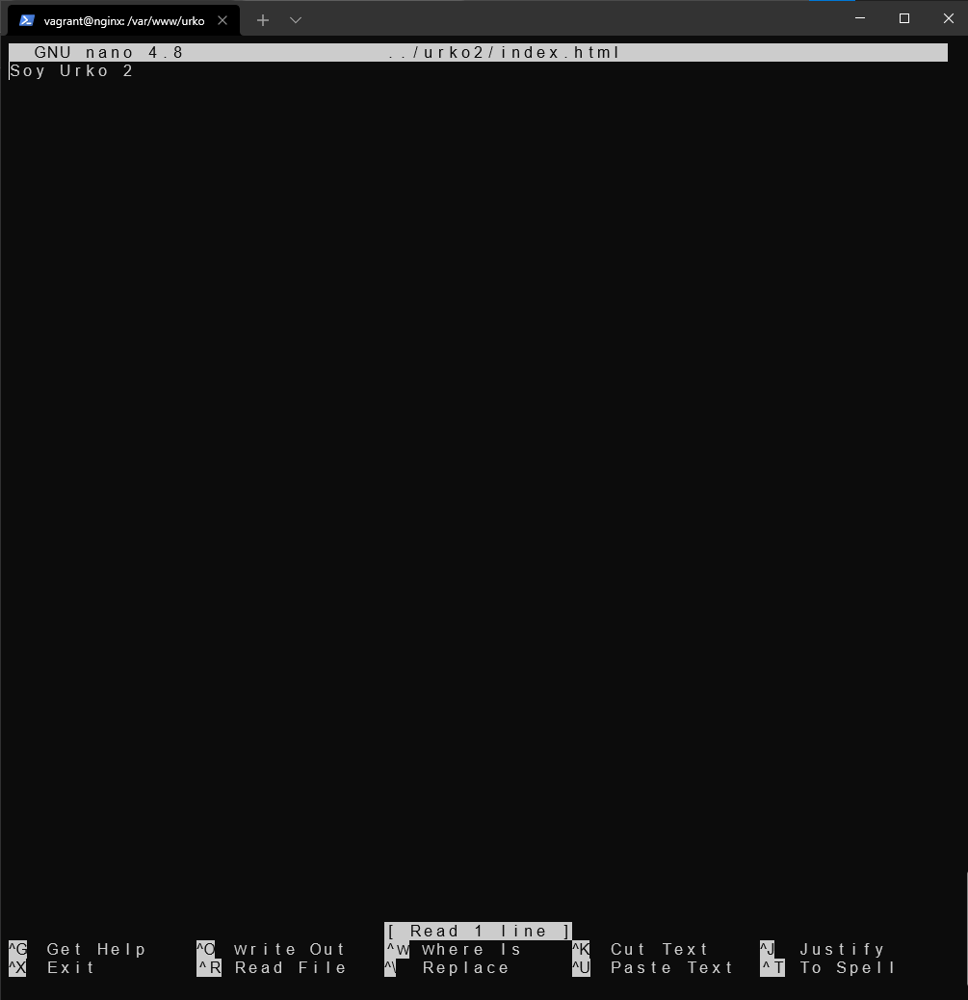 vagrant@nginx: /var/www/urko
GNU nano 4.8 ../urko2/index.html
Soy Urko 2
[ Read 1 line ]
^G Get Help ^O Write Out ^W Where Is ^K Cut Text ^J Justify
^X Exit ^R Read File ^\ Replace ^U Paste Text ^T To Spell